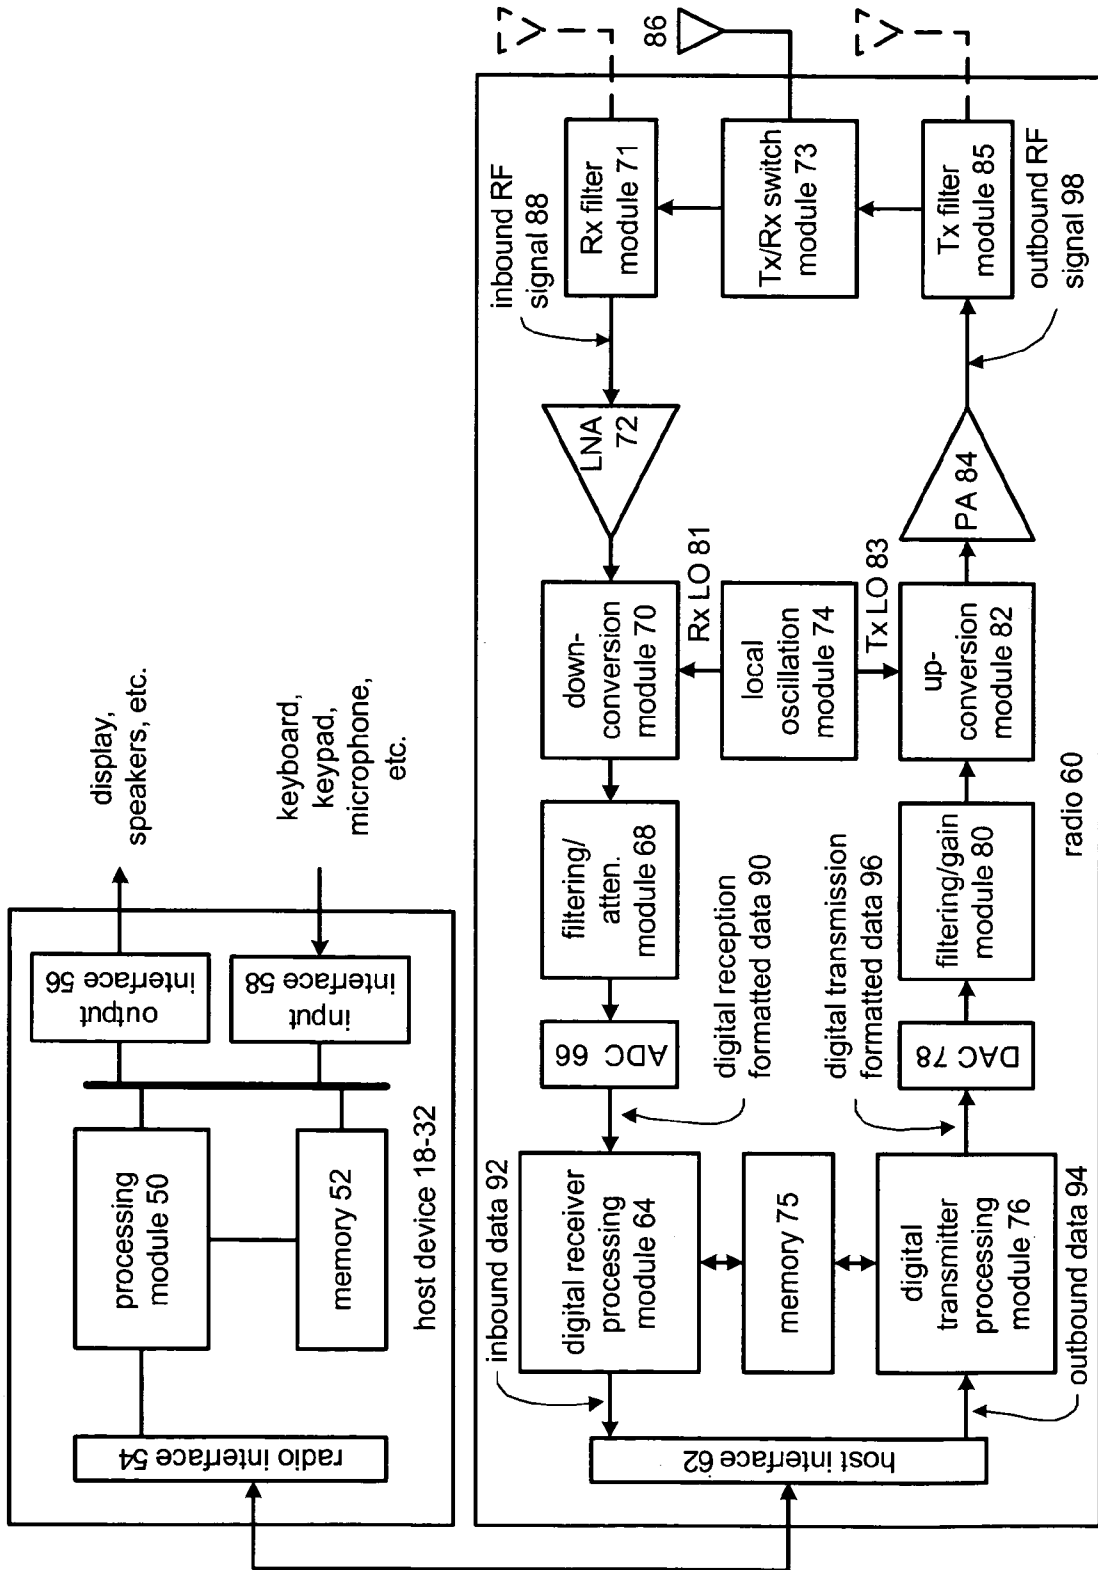 display,
speakers, etc.
keyboard,
keypad,
microphone,
etc.
output
interface 56
input
interface 58
processing
module 50
memory 52
radio interface 54
host device 18-32
86
inbound RF
signal 88
Rx filter
module 71
Tx/Rx switch
module 73
Tx filter
module 85
outbound RF
signal 98
LNA
72
PA 84
down-
conversion
module 70
Rx LO 81
local
oscillation
module 74
Tx LO 83
up-
conversion
module 82
filtering/
atten.
module 68
filtering/gain
module 80
ADC 66
digital reception
formatted data 90
digital transmission
formatted data 96
DAC 78
inbound data 92
digital receiver
processing
module 64
memory 75
digital
transmitter
processing
module 76
outbound data 94
host interface 62
radio 60